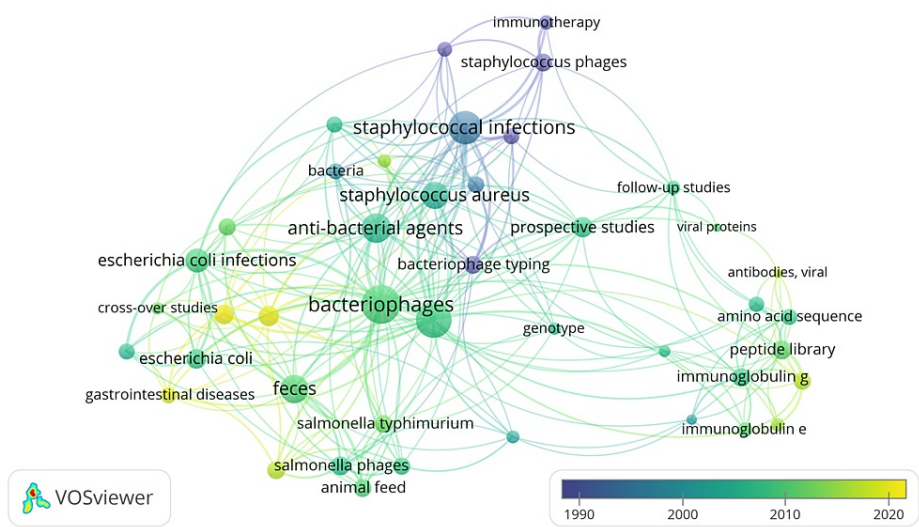 immunotherapy
staphylococcus phages
staphylococcal infections
bacteria
staphylococcus aureus
follow-up studies
anti-bacterial agents
prospective studies
viral proteins
escherichia coli infections
bacteriophage typing
antibodies, viral
cross-over studies
bacteriophages
amino acid sequence
genotype
peptide library
escherichia coli
immunoglobulin g
gastrointestinal diseases
feces
salmonella typhimurium
immunoglobulin e
salmonella phages
animal feed
VOSviewer
1990
2000
2010
2020